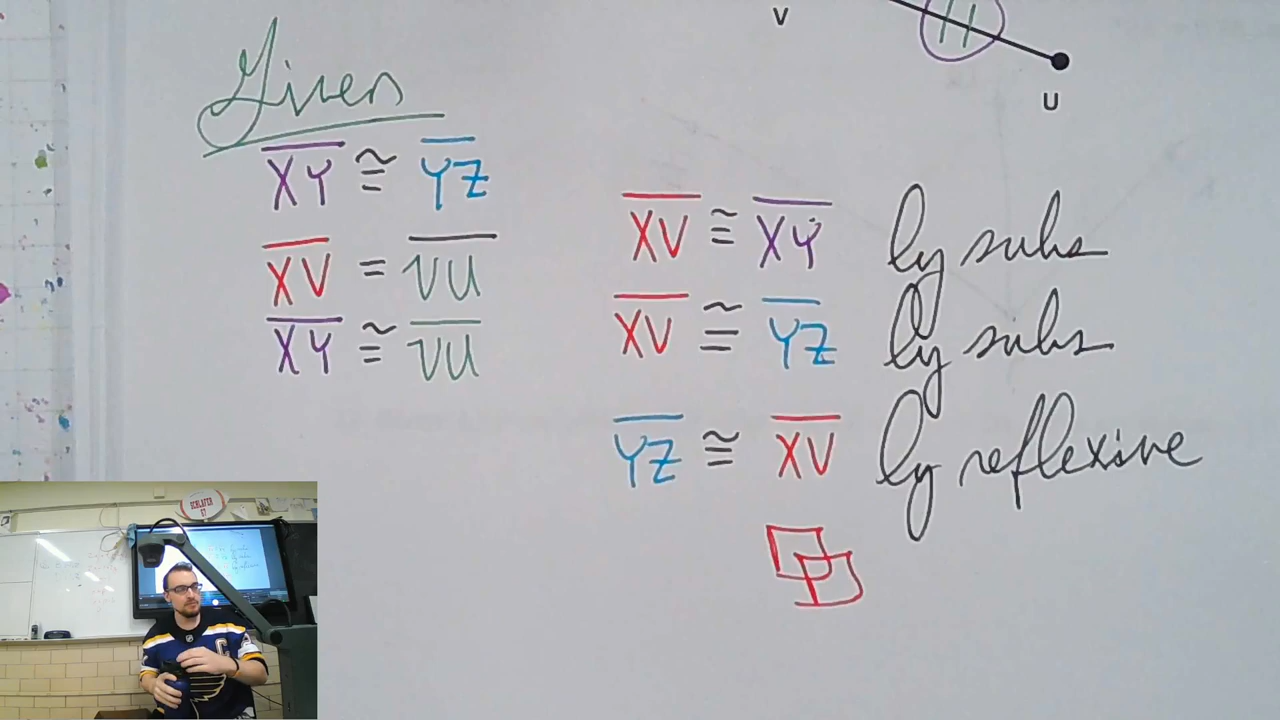 V
U
Given
XY ≅ YZ
XV = VU
XY ≅ VU
XV ≅ XY by subs
XV ≅ YZ by subs
YZ ≅ XV by reflexive